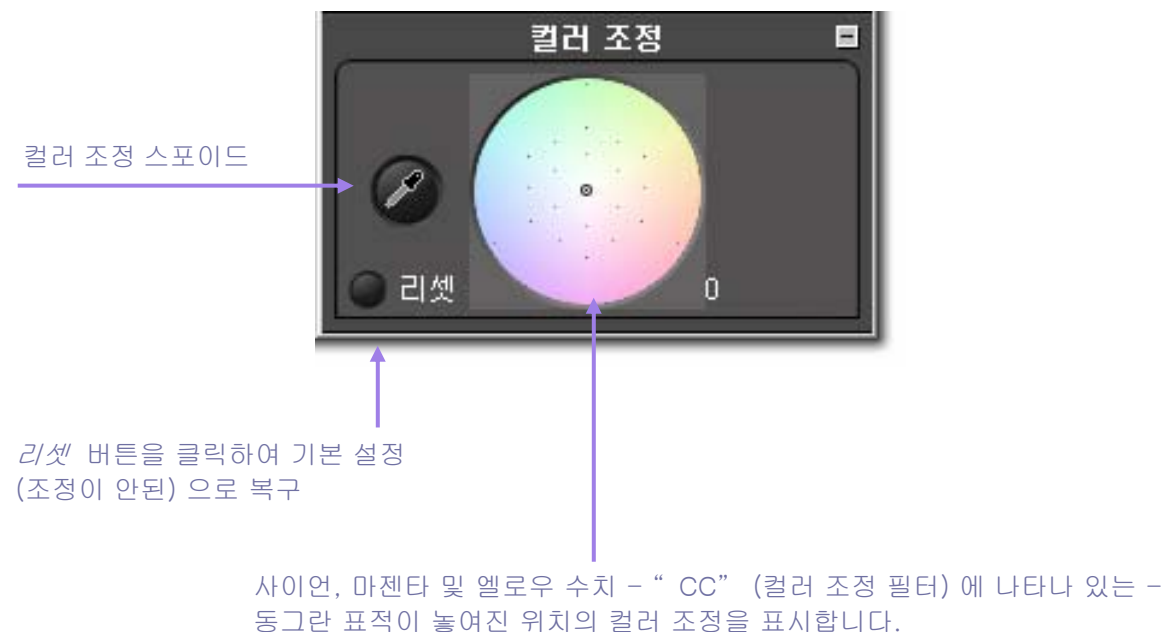 컬러 조정
컬러 조정 스포이드
리셋
0
리셋 버튼을 클릭하여 기본 설정
(조정이 안된) 으로 복구
사이언, 마젠타 및 엘로우 수치 – “ CC” (컬러 조정 필터) 에 나타나 있는 –
동그란 표적이 놓여진 위치의 컬러 조정을 표시합니다.